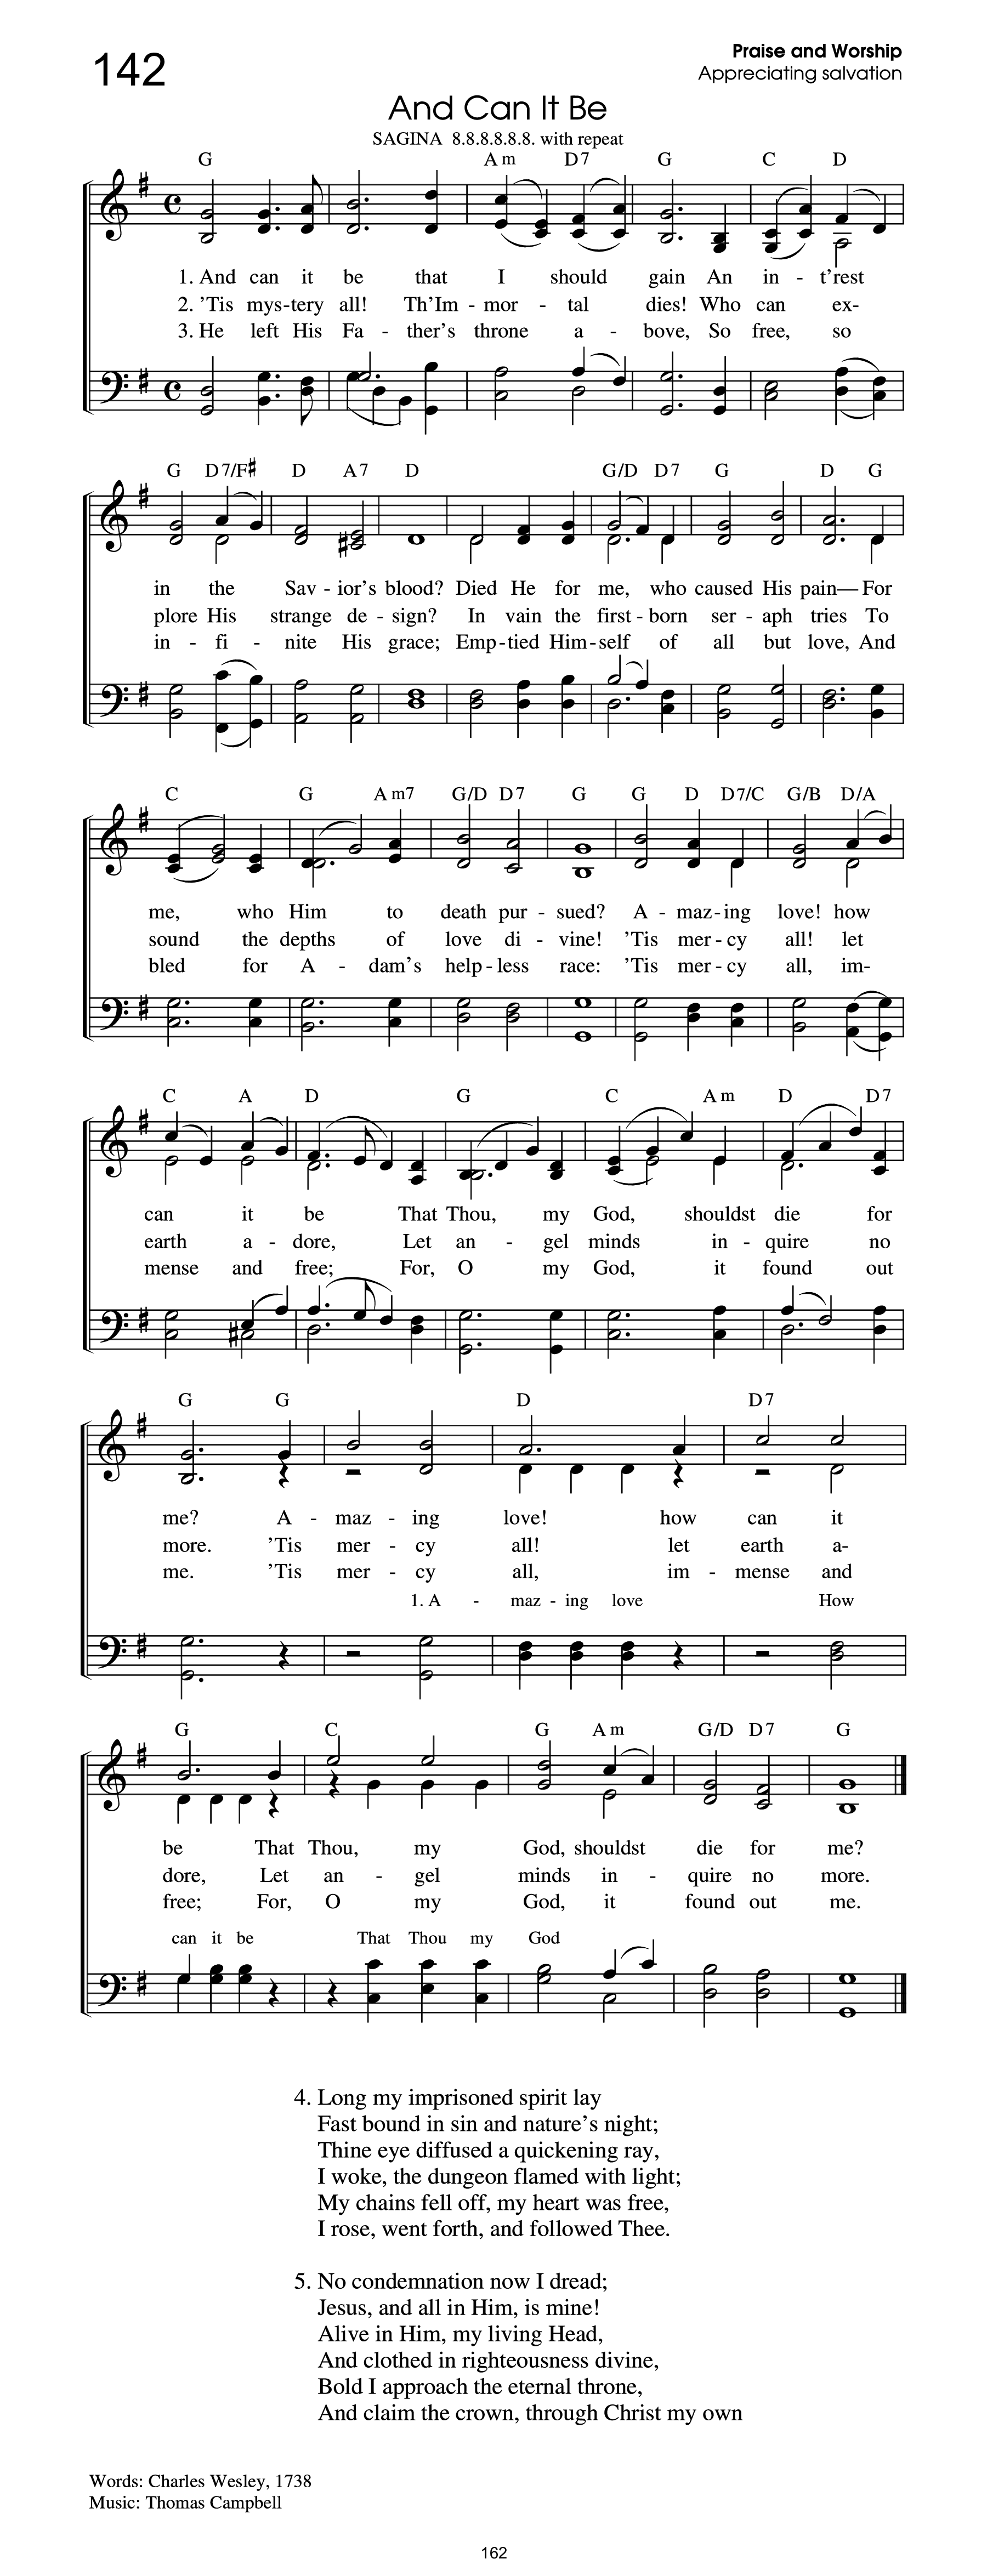 142
Praise and Worship
Appreciating salvation
And Can It Be
SAGINA 8.8.8.8.8.8. with repeat
G Am D7 G C D
1. And can it be that I should gain An in - t'rest
2. ’Tis mys-tery all! Th’Im - mor - tal dies! Who can ex-
3. He left His Fa - ther’s throne a - bove, So free, so
G D7/F# D A7 D G/D D7 G D G
in the Sav - ior’s blood? Died He for me, who caused His pain— For
plore His strange de - sign? In vain the first - born ser - aph tries To
in - fi - nite His grace; Emp - tied Him - self of all but love, And
C G Am7 G/D D7 G G D D7/C G/B D/A
me, who Him to death pur - sued? A - maz - ing love! how
sound the depths of love di - vine! ’Tis mer - cy all! let
bled for A - dam’s help - less race: ’Tis mer - cy all, im-
C A D G C Am D D7
can it be That Thou, my God, shouldst die for
earth a - dore, Let an - gel minds in - quire no
mense and free; For, O my God, it found out
G G D D7
me? A - maz - ing love! how can it
more. ’Tis mer - cy all! let earth a-
me. ’Tis mer - cy all, im - mense and
1. A - maz - ing love How
G C G Am G/D D7 G
be That Thou, my God, shouldst die for me?
dore, Let an - gel minds in - quire no more.
free; For, O my God, it found out me.
can it be That Thou my God
4. Long my imprisoned spirit lay
Fast bound in sin and nature’s night;
Thine eye diffused a quickening ray,
I woke, the dungeon flamed with light;
My chains fell off, my heart was free,
I rose, went forth, and followed Thee.
5. No condemnation now I dread;
Jesus, and all in Him, is mine!
Alive in Him, my living Head,
And clothed in righteousness divine,
Bold I approach the eternal throne,
And claim the crown, through Christ my own
Words: Charles Wesley, 1738
Music: Thomas Campbell
162